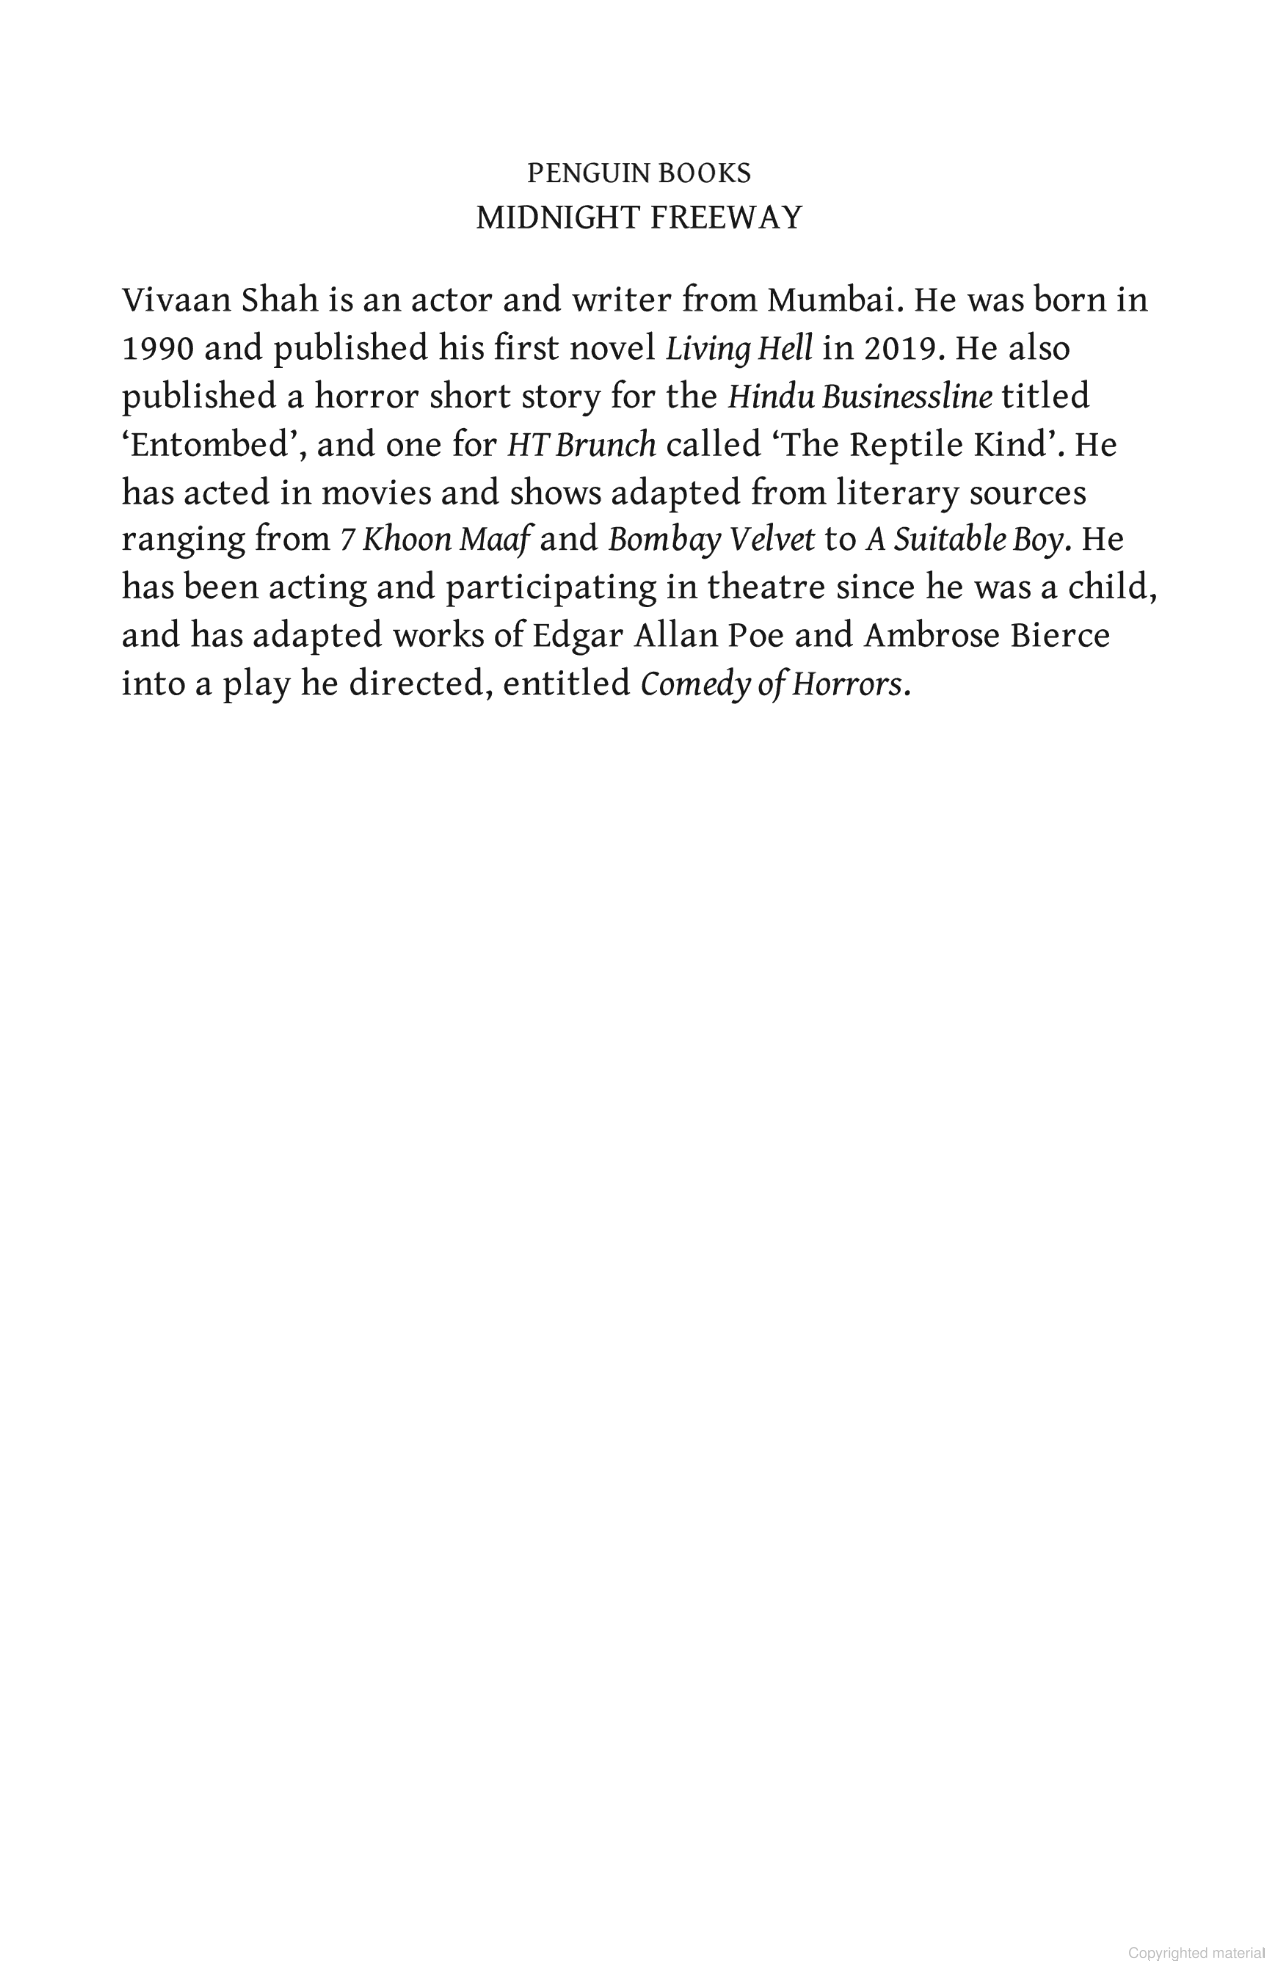 PENGUIN BOOKS
MIDNIGHT FREEWAY
Vivaan Shah is an actor and writer from Mumbai. He was born in
1990 and published his first novel Living Hell in 2019. He also
published a horror short story for the Hindu Businessline titled
‘Entombed’, and one for HT Brunch called ‘The Reptile Kind’. He
has acted in movies and shows adapted from literary sources
ranging from 7 Khoon Maaf and Bombay Velvet to A Suitable Boy. He
has been acting and participating in theatre since he was a child,
and has adapted works of Edgar Allan Poe and Ambrose Bierce
into a play he directed, entitled Comedy of Horrors.
Copyrighted material